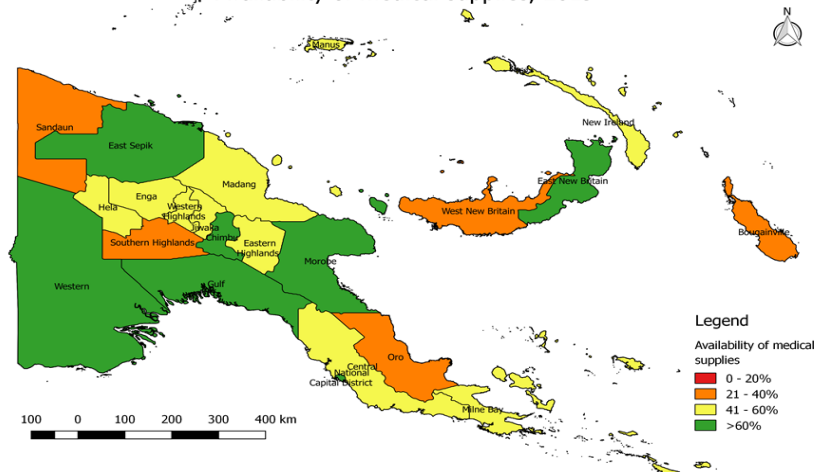 N
Manus
New Ireland
Sandaun
East Sepik
East New Britain
Madang
Enga
Hela
Western
Highlands
West New Britain
Jiwaka
Chimbu
Bougainville
Southern Highlands
Eastern
Highlands
Morobe
Western
Gulf
Oro
Central
National
Capital District
Milne Bay
Legend
Availability of medical
supplies
0 - 20%
21 - 40%
41 - 60%
>60%
100 0 100 200 300 400 km